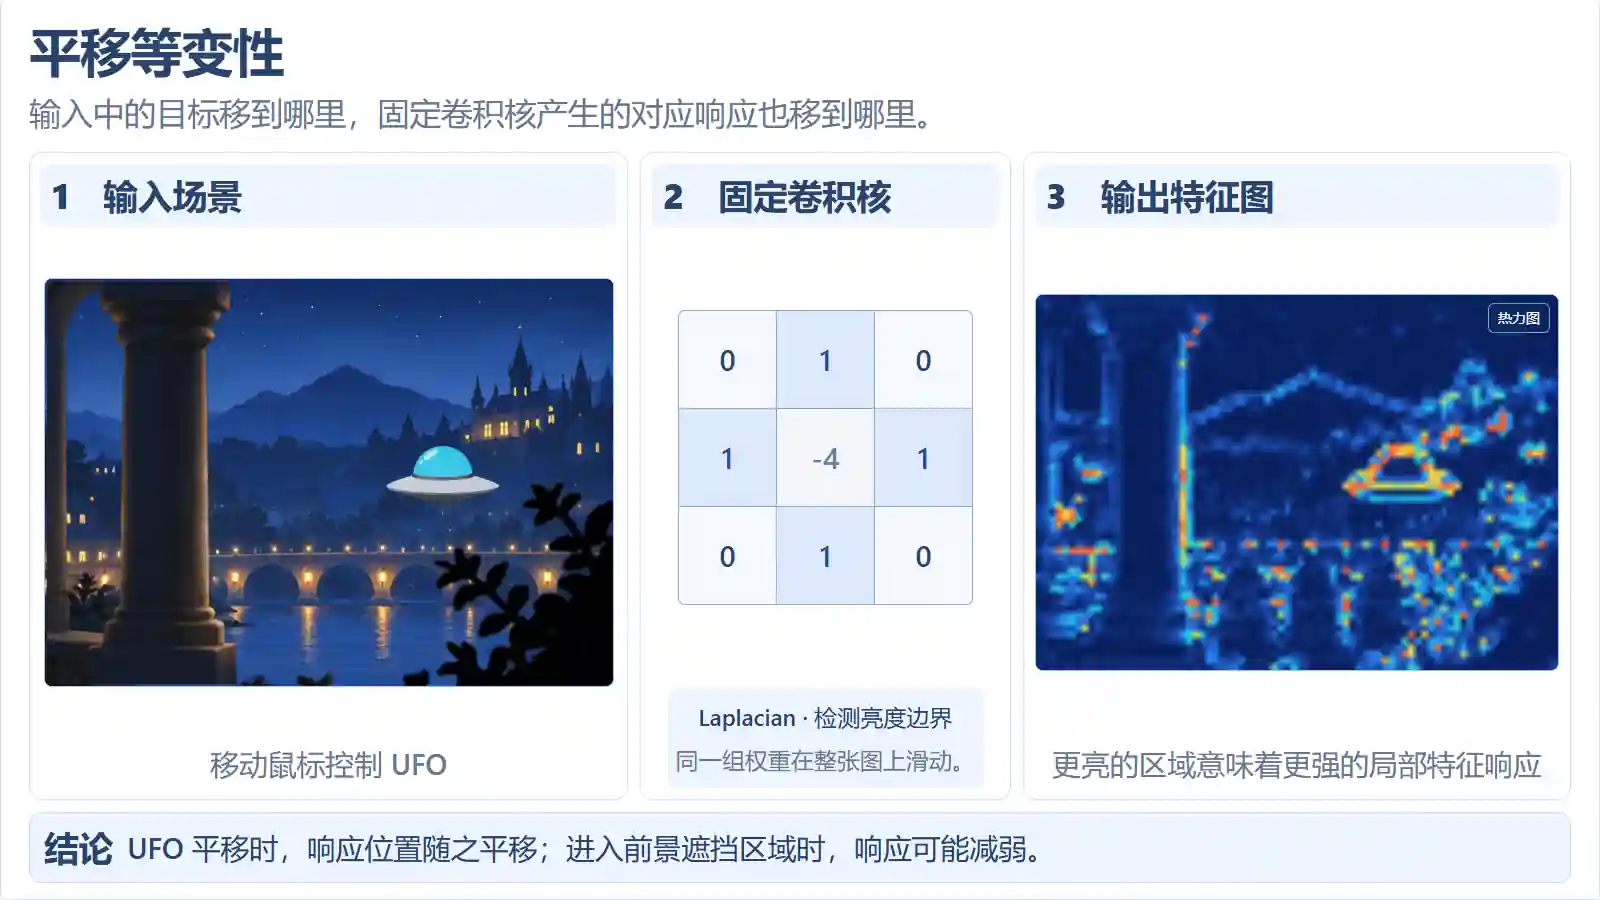 平移等变性
输入中的目标移到哪里，固定卷积核产生的对应响应也移到哪里。
1 输入场景
移动鼠标控制 UFO
2 固定卷积核
0 1 0
1 -4 1
0 1 0
Laplacian · 检测亮度边界
同一组权重在整张图上滑动。
3 输出特征图
热力图
更亮的区域意味着更强的局部特征响应
结论 UFO 平移时，响应位置随之平移；进入前景遮挡区域时，响应可能减弱。